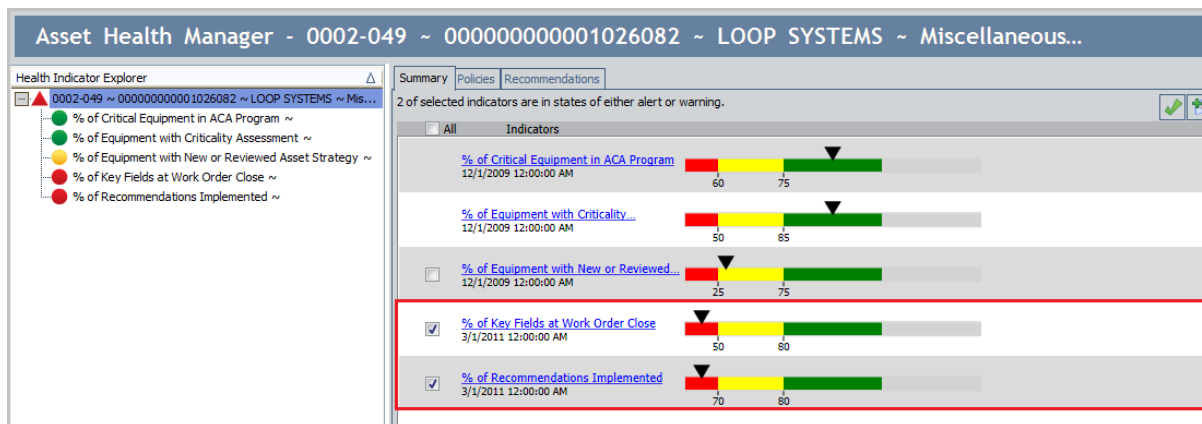 Asset Health Manager - 0002-049 ~ 000000000001026082 ~ LOOP SYSTEMS ~ Miscellaneous...
Health Indicator Explorer
0002-049 ~ 000000000001026082 ~ LOOP SYSTEMS ~ Mis...
% of Critical Equipment in ACA Program ~
% of Equipment with Criticality Assessment ~
% of Equipment with New or Reviewed Asset Strategy ~
% of Key Fields at Work Order Close ~
% of Recommendations Implemented ~
Summary Policies Recommendations
2 of selected indicators are in states of either alert or warning.
All Indicators
% of Critical Equipment in ACA Program
12/1/2009 12:00:00 AM
60 75
% of Equipment with Criticality...
12/1/2009 12:00:00 AM
50 85
% of Equipment with New or Reviewed...
12/1/2009 12:00:00 AM
25 75
% of Key Fields at Work Order Close
3/1/2011 12:00:00 AM
50 80
% of Recommendations Implemented
3/1/2011 12:00:00 AM
70 80